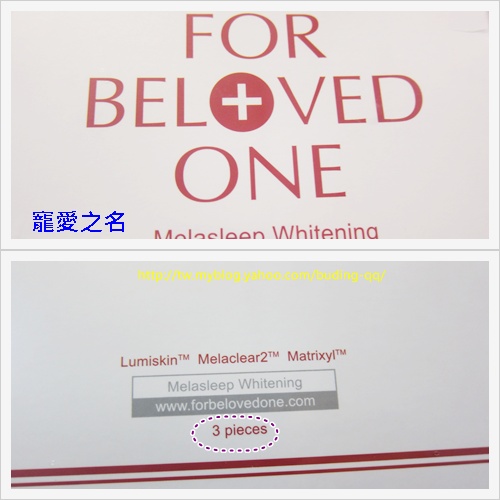 FOR
BELOVED
ONE
寵愛之名
Melasleep Whitening
http://tw.myblog.yahoo.com/buding-qq/
Lumiskin™ Melaclear2™ Matrixyl™
Melasleep Whitening
www.forbelovedone.com
3 pieces